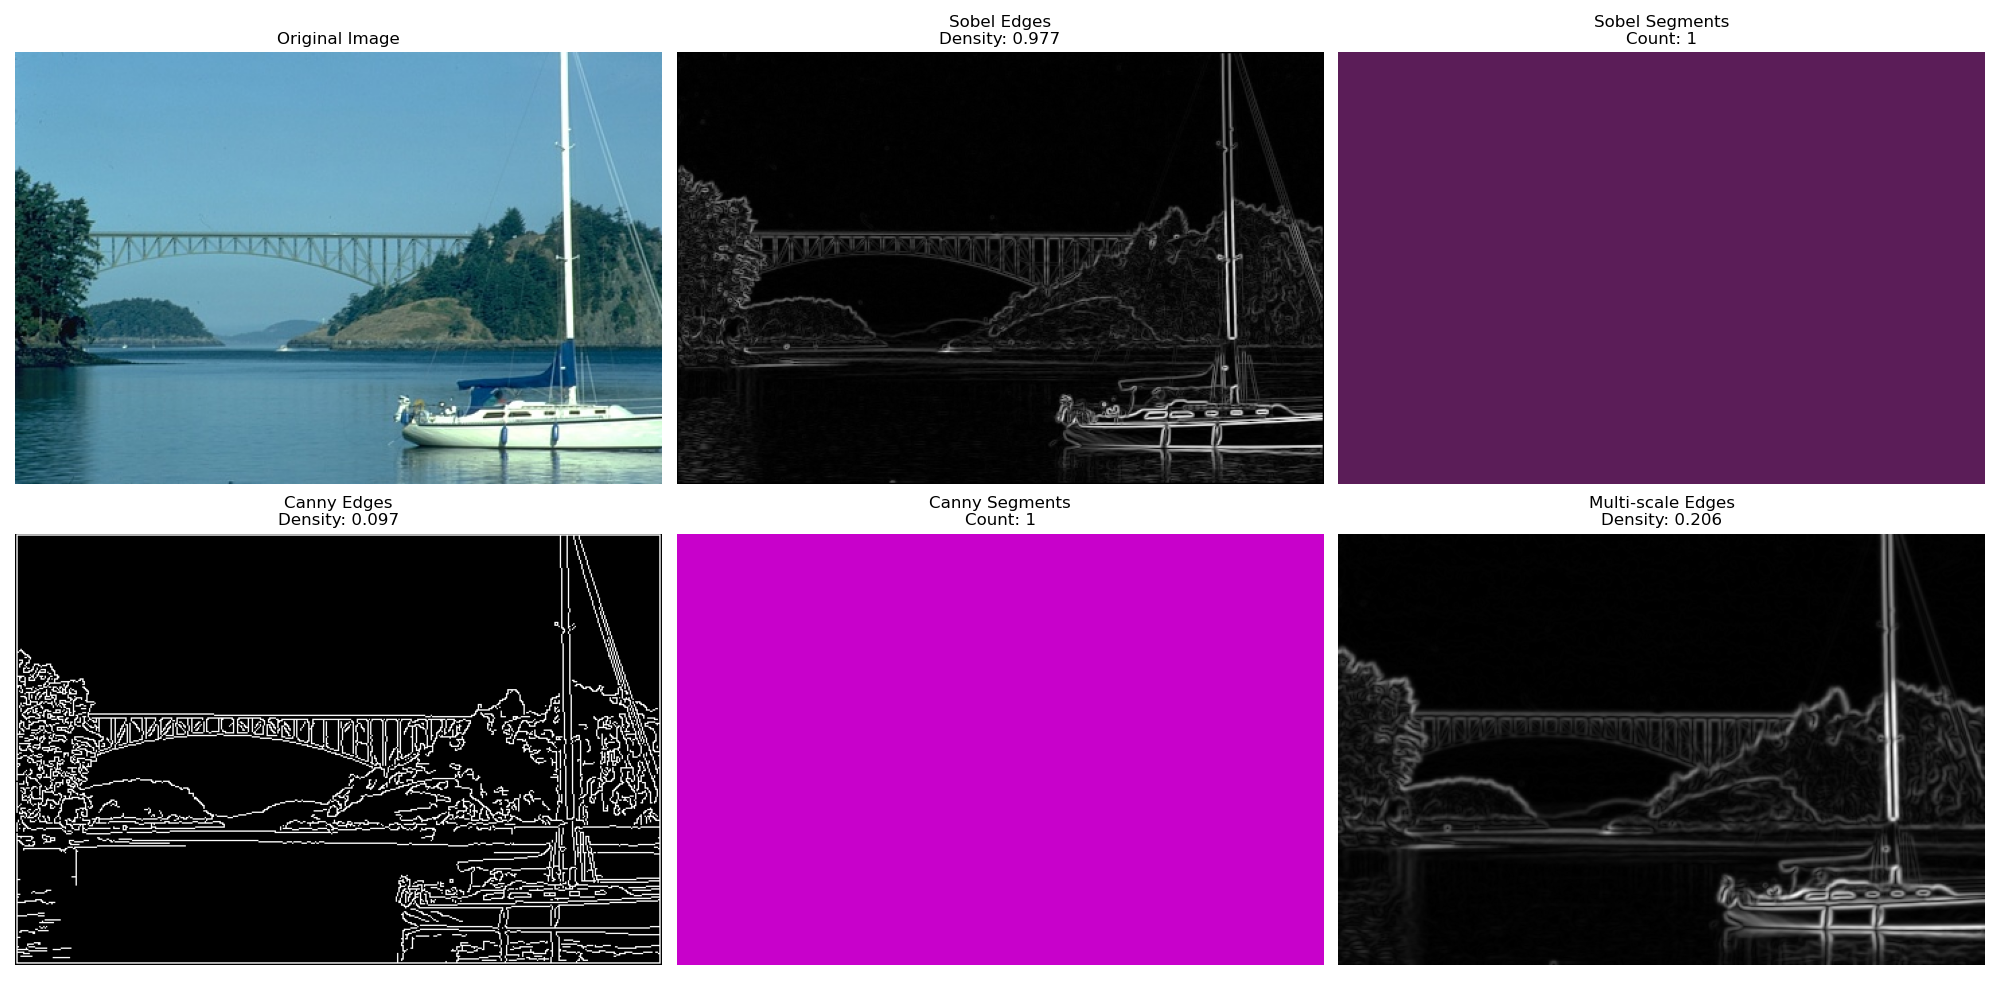 Original Image
Sobel Edges
Density: 0.977
Sobel Segments
Count: 1
Canny Edges
Density: 0.097
Canny Segments
Count: 1
Multi-scale Edges
Density: 0.206